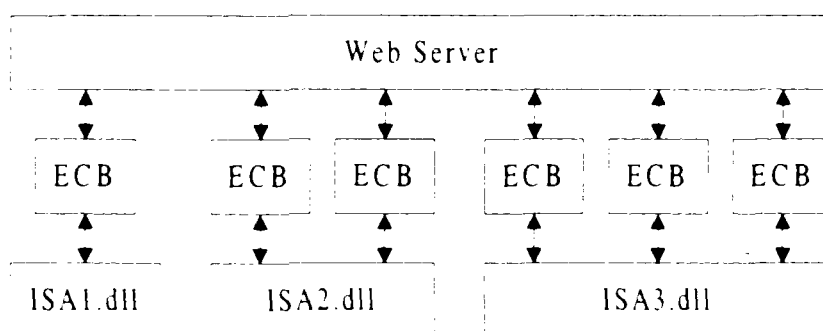 Web Server
ECB ECB ECB ECB ECB ECB
ISA1.dll ISA2.dll ISA3.dll